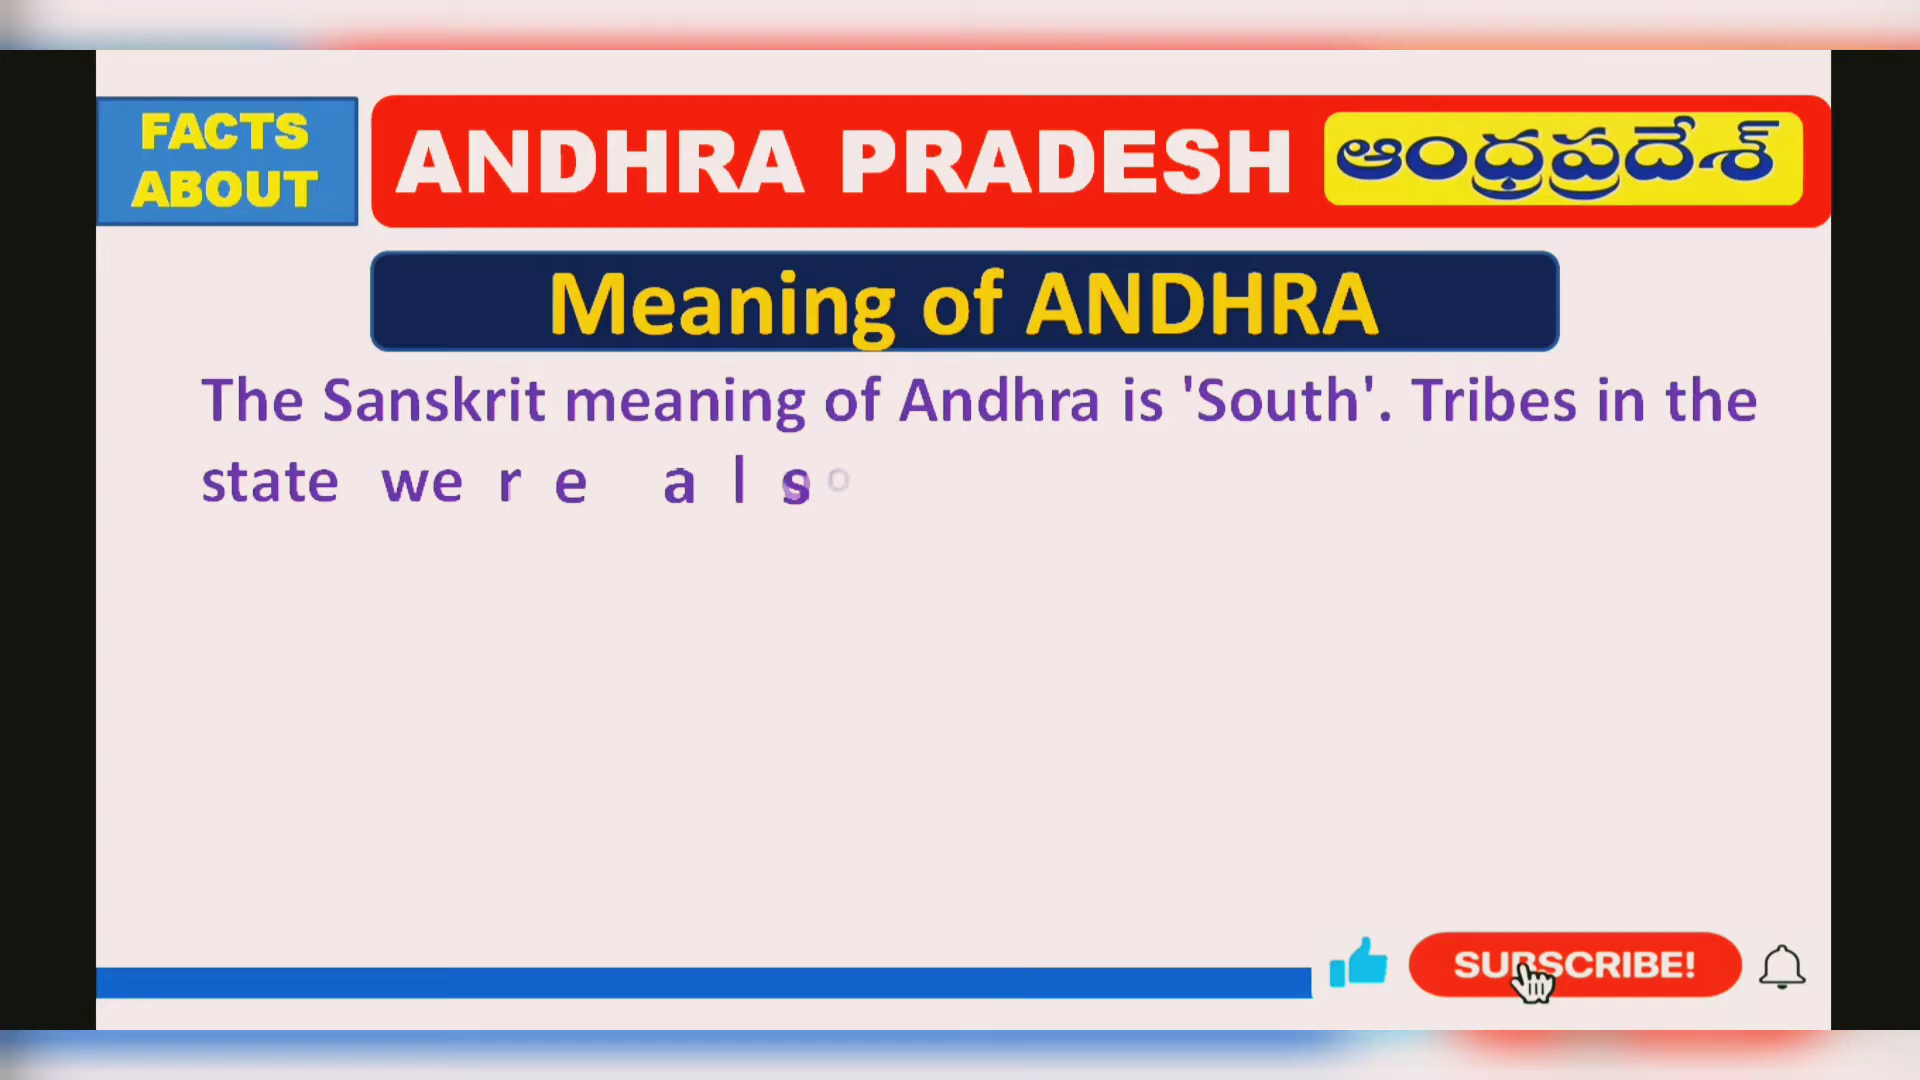 FACTS
ABOUT
ANDHRA PRADESH ఆంధ్రప్రదేశ్
Meaning of ANDHRA
The Sanskrit meaning of Andhra is 'South'. Tribes in the
state were also
SUBSCRIBE!